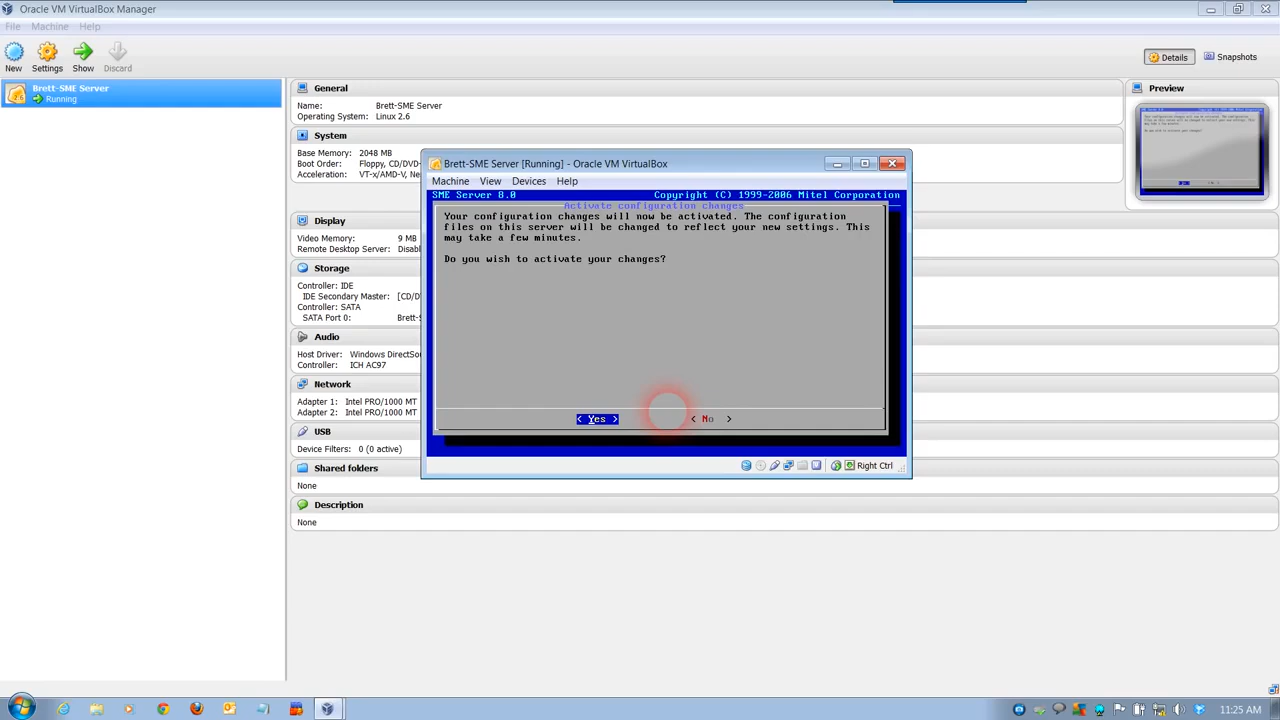 Oracle VM VirtualBox Manager
File Machine Help
New Settings Show Discard
Details Snapshots
Brett-SME Server
Running
General
Name: Brett-SME Server
Operating System: Linux 2.6
System
Base Memory: 2048 MB
Boot Order: Floppy, CD/DVD-
Acceleration: VT-x/AMD-V, Ne
Display
Video Memory: 9 MB
Remote Desktop Server: Disab
Storage
Controller: IDE
IDE Secondary Master: [CD/D
Controller: SATA
SATA Port 0: Brett-
Audio
Host Driver: Windows DirectSo
Controller: ICH AC97
Network
Adapter 1: Intel PRO/1000 MT
Adapter 2: Intel PRO/1000 MT
USB
Device Filters: 0 (0 active)
Shared folders
None
Description
None
Preview
Brett-SME Server [Running] - Oracle VM VirtualBox
Machine View Devices Help
SME Server 8.0 Copyright (C) 1999-2006 Mitel Corporation
Activate configuration changes
Your configuration changes will now be activated. The configuration
files on this server will be changed to reflect your new settings. This
may take a few minutes.
Do you wish to activate your changes?
< Yes > < No >
Right Ctrl
11:25 AM